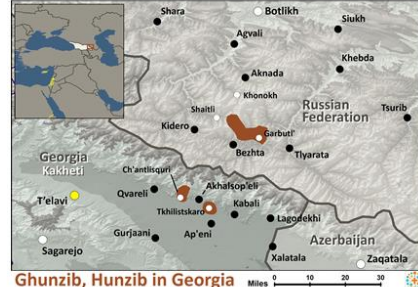 Shara
Botlikh
Siukh
Agvali
Khebda
Aknada
Khonokh
Russian
Federation
Shaitli
Tsurib
Kidero
Garbuti'
Bezhta
Tlyarata
Georgia
Kakheti
Ch'antlisquri
Akhalsop'eli
Qvareli
T'elavi
Tkhilistskaro
Kabali
Lagodekhi
Gurjaani
Ap'eni
Azerbaijan
Sagarejo
Xalatala
Zaqatala
Ghunzib, Hunzib in Georgia
Miles
0 10 20 30